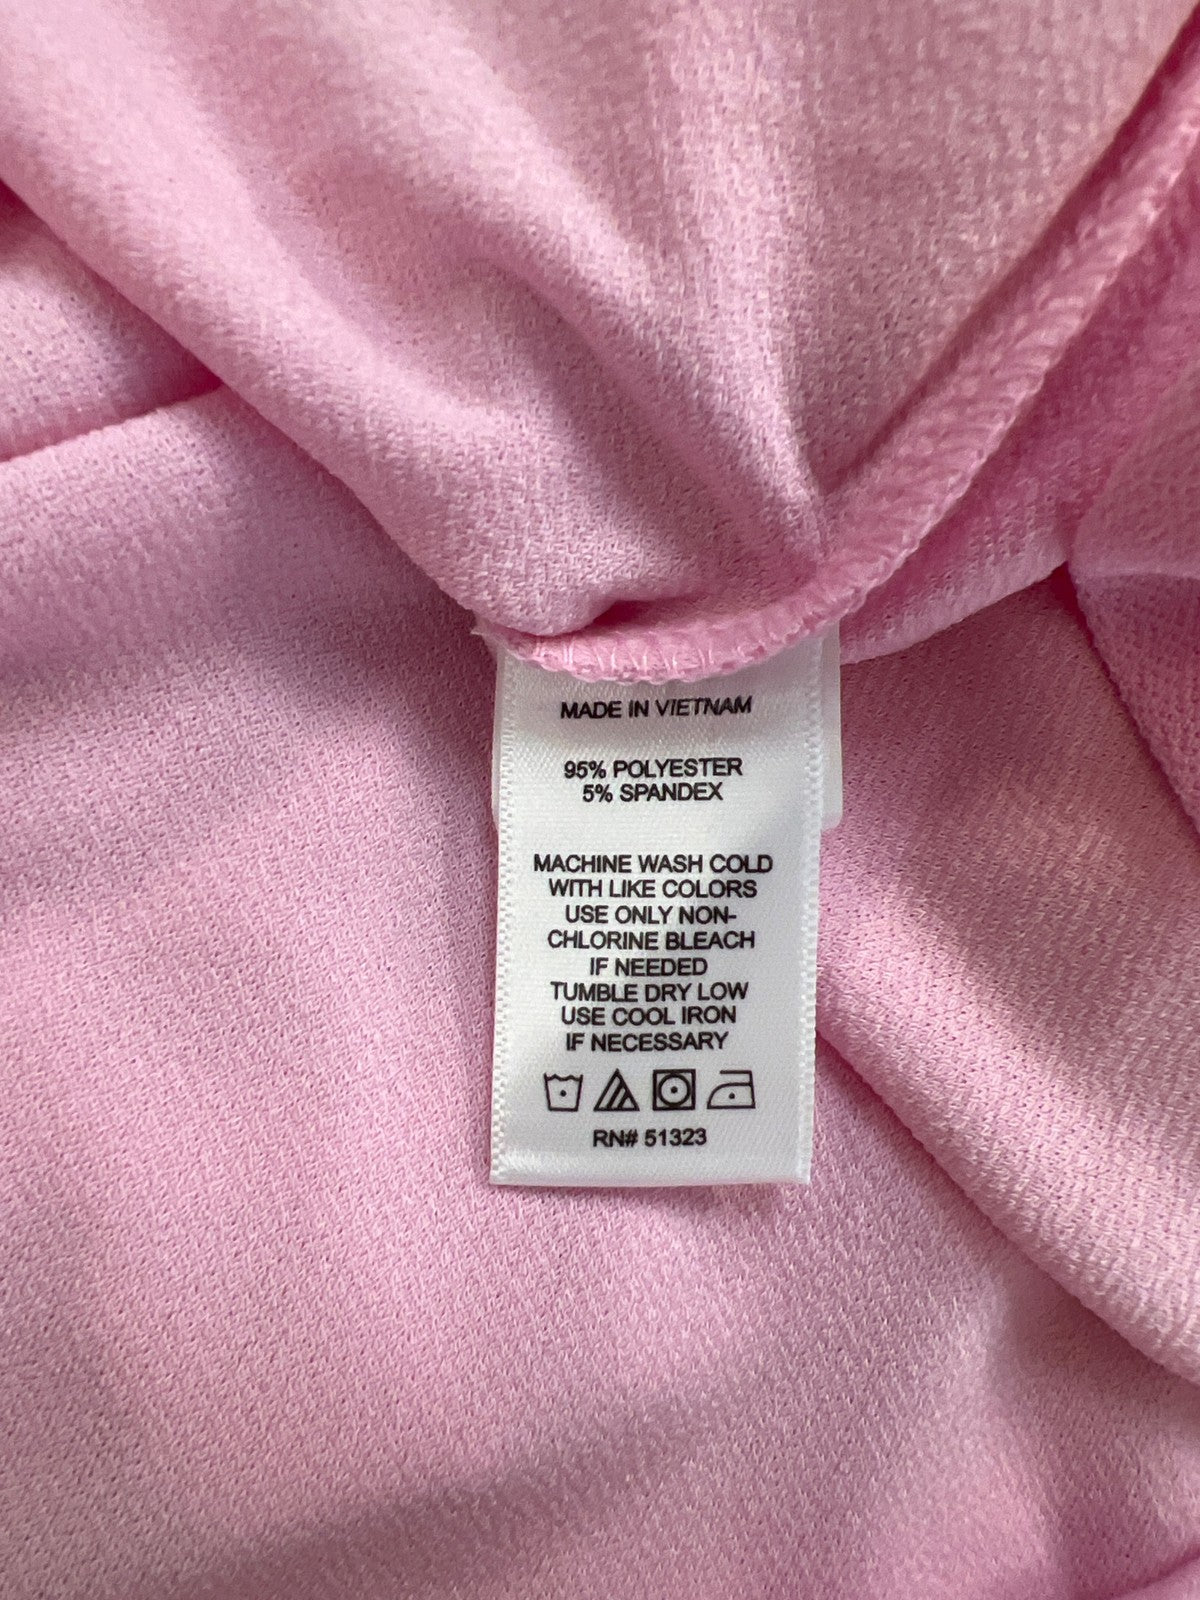 MADE IN VIETNAM
95% POLYESTER
5% SPANDEX
MACHINE WASH COLD
WITH LIKE COLORS
USE ONLY NON-
CHLORINE BLEACH
IF NEEDED
TUMBLE DRY LOW
USE COOL IRON
IF NECESSARY
RN# 51323